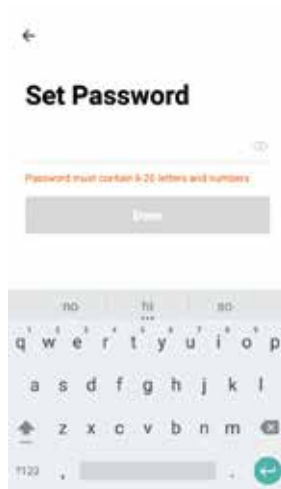 Set Password
Password must contain 6-20 letters and numbers
Done
no hi so
q w e r t y u i o p
a s d f g h j k l
z x c v b n m
?123 , .